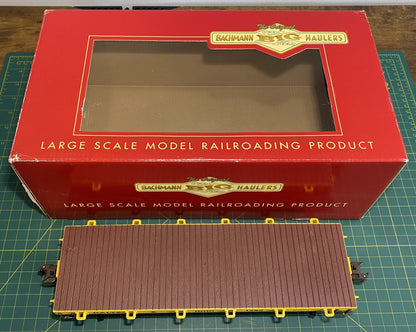 BACHMANN BIG HAULERS
LARGE SCALE MODEL RAILROADING PRODUCT
BACHMANN BIG HAULERS
LARGE SCALE MODEL RAILROADING PRODUCT